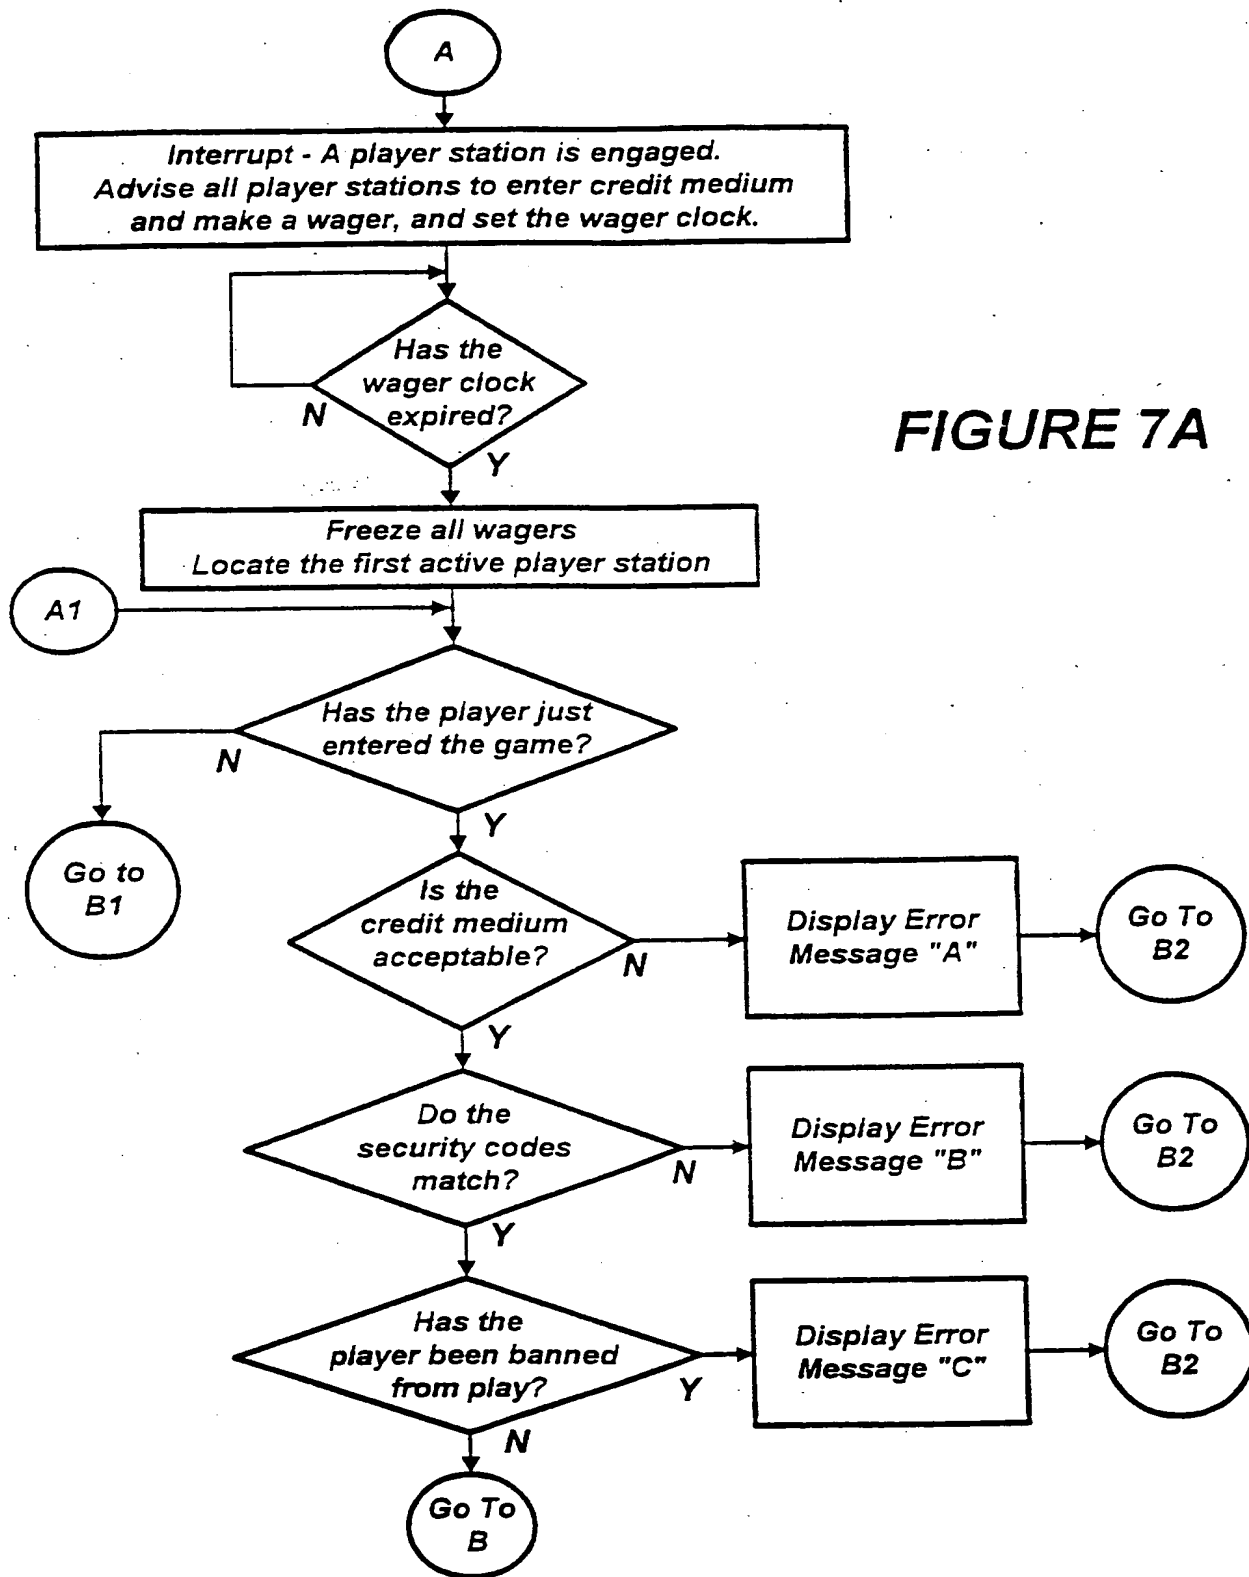 A
Interrupt - A player station is engaged.
Advise all player stations to enter credit medium
and make a wager, and set the wager clock.
Has the
wager clock
expired?
N
Y
FIGURE 7A
Freeze all wagers
Locate the first active player station
A1
Has the player just
entered the game?
N
Y
Go to
B1
Is the
credit medium
acceptable?
N
Y
Display Error
Message "A"
Go To
B2
Do the
security codes
match?
N
Y
Display Error
Message "B"
Go To
B2
Has the
player been banned
from play?
Y
N
Display Error
Message "C"
Go To
B2
Go To
B